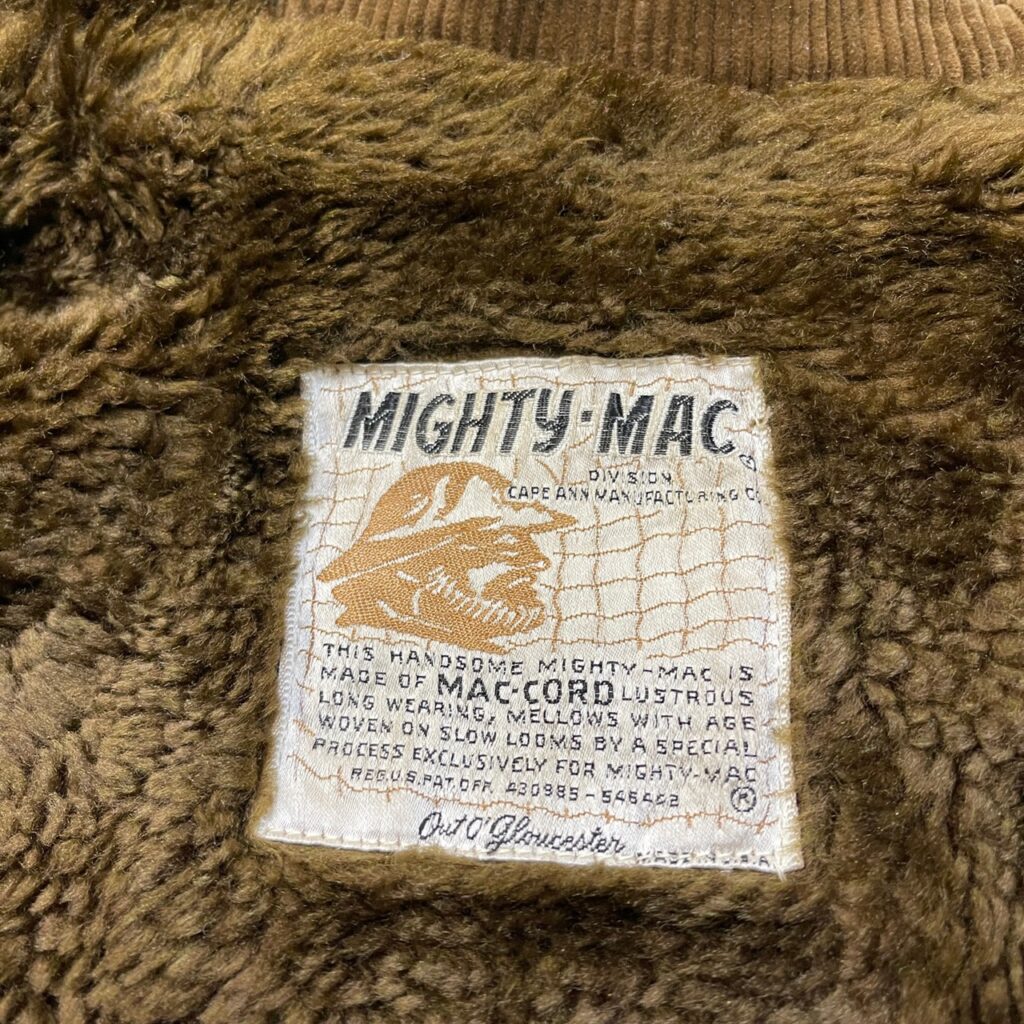 MIGHTY-MAC
DIVISION
CAPE ANN MANUFACTURING CO
THIS HANDSOME MIGHTY-MAC IS
MADE OF MAC-CORD LUSTROUS
LONG WEARING, MELLOWS WITH AGE
WOVEN ON SLOW LOOMS BY A SPECIAL
PROCESS EXCLUSIVELY FOR MIGHTY-MAC
REG.U.S.PAT.OFF. 430985-546442 ®
Out O' Gloucester
MADE IN U.S.A